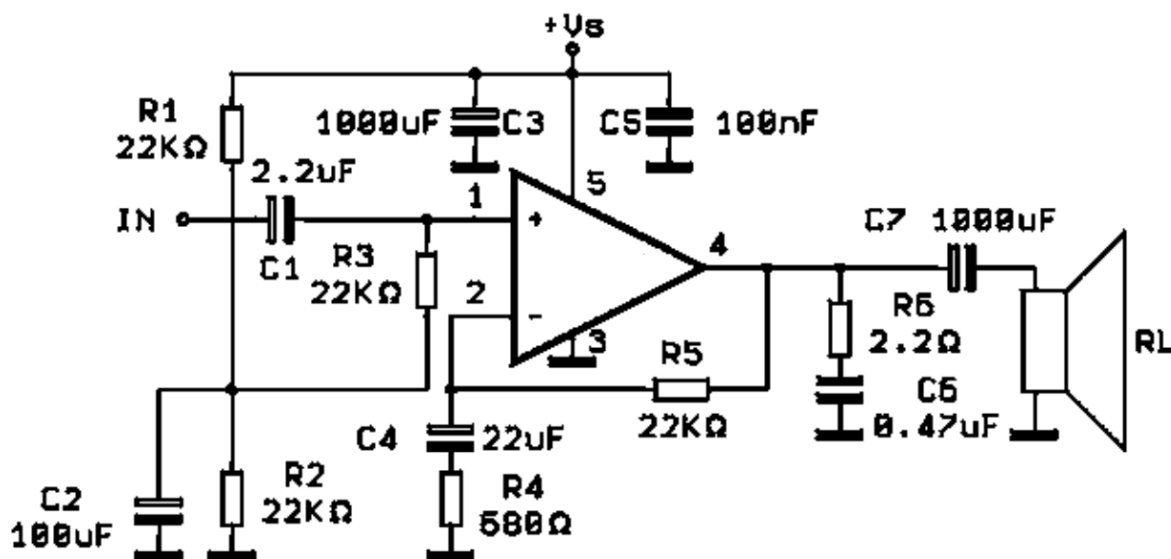 +Vs
R1
22KΩ
1000uF
C3
C5
100nF
2.2uF
IN
C1
R3
22KΩ
1
2
+
-
5
4
3
C7 1000uF
R6
2.2Ω
C6
0.47uF
RL
R5
22KΩ
C4
22uF
R4
580Ω
R2
22KΩ
C2
100uF